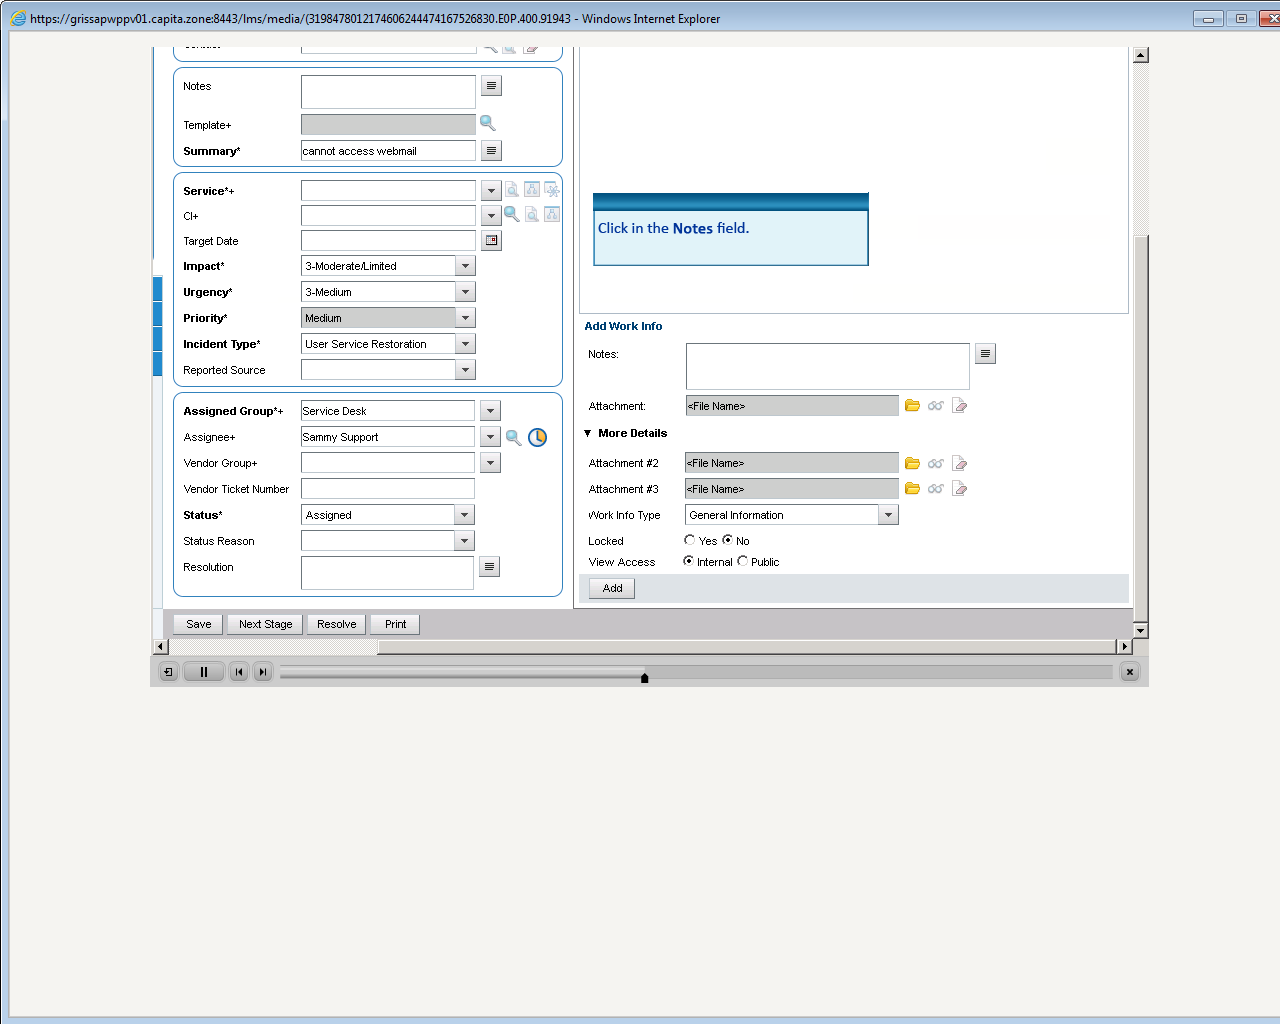 https://grissapwppv01.capita.zone:8443/lms/media/(3198478012174606244474167526830.E0P.400.91943 - Windows Internet Explorer
Notes
Template+
Summary* cannot access webmail
Service*+
CI+
Target Date
Impact* 3-Moderate/Limited
Urgency* 3-Medium
Priority* Medium
Incident Type* User Service Restoration
Reported Source
Assigned Group*+ Service Desk
Assignee+ Sammy Support
Vendor Group+
Vendor Ticket Number
Status* Assigned
Status Reason
Resolution
Save Next Stage Resolve Print
Click in the Notes field.
Add Work Info
Notes:
Attachment: <File Name>
More Details
Attachment #2 <File Name>
Attachment #3 <File Name>
Work Info Type General Information
Locked Yes No
View Access Internal Public
Add